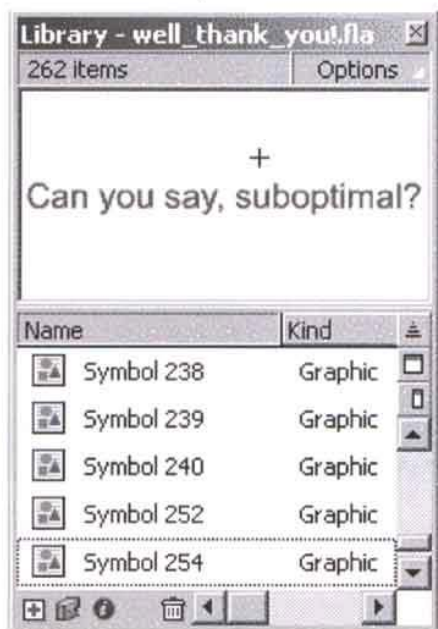 Library - well_thank_you!.fla
262 items Options
Can you say, suboptimal?
Name Kind
Symbol 238 Graphic
Symbol 239 Graphic
Symbol 240 Graphic
Symbol 252 Graphic
Symbol 254 Graphic